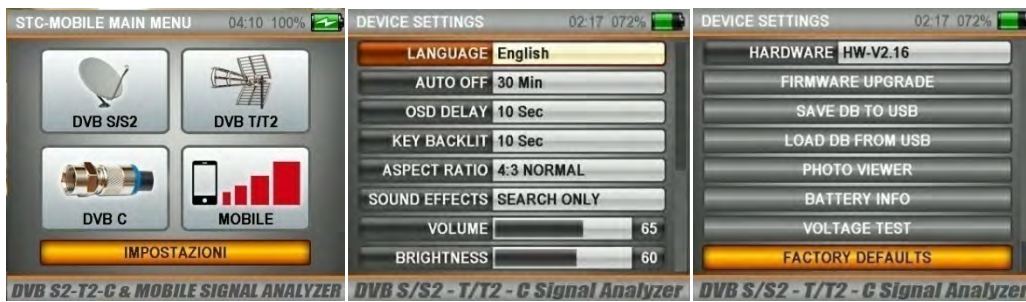 STC-MOBILE MAIN MENU 04:10 100%
DVB S/S2 DVB T/T2
DVB C MOBILE
IMPOSTAZIONI
DVB S2-T2-C & MOBILE SIGNAL ANALYZER
DEVICE SETTINGS 02:17 072%
LANGUAGE English
AUTO OFF 30 Min
OSD DELAY 10 Sec
KEY BACKLIT 10 Sec
ASPECT RATIO 4:3 NORMAL
SOUND EFFECTS SEARCH ONLY
VOLUME 65
BRIGHTNESS 60
DVB S/S2 - T/T2 - C Signal Analyzer
DEVICE SETTINGS 02:17 072%
HARDWARE HW-V2.16
FIRMWARE UPGRADE
SAVE DB TO USB
LOAD DB FROM USB
PHOTO VIEWER
BATTERY INFO
VOLTAGE TEST
FACTORY DEFAULTS
DVB S/S2 - T/T2 - C Signal Analyzer